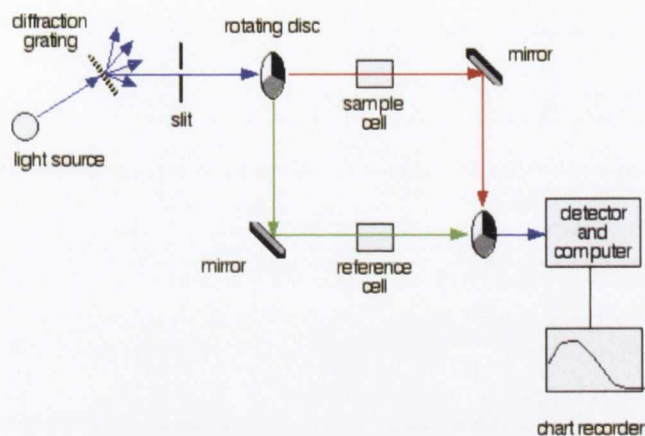 diffraction
grating
rotating disc
mirror
slit
sample
cell
light source
detector
and
computer
mirror
reference
cell
chart recorder